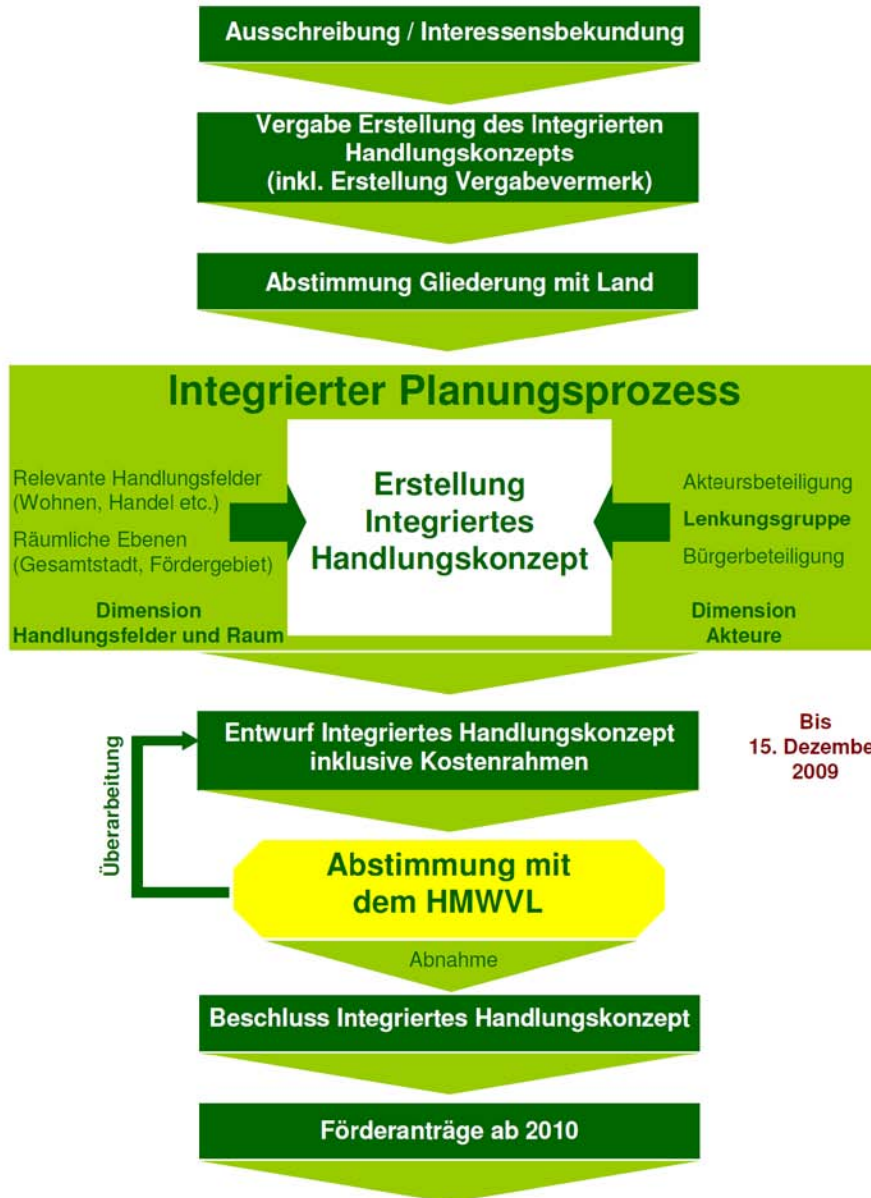 Ausschreibung / Interessensbekundung
Vergabe Erstellung des Integrierten
Handlungskonzepts
(inkl. Erstellung Vergabevermerk)
Abstimmung Gliederung mit Land
Integrierter Planungsprozess
Relevante Handlungsfelder
(Wohnen, Handel etc.)
Räumliche Ebenen
(Gesamtstadt, Fördergebiet)
Dimension
Handlungsfelder und Raum
Erstellung
Integriertes
Handlungskonzept
Akteursbeteiligung
Lenkungsgruppe
Bürgerbeteiligung
Dimension
Akteure
Entwurf Integriertes Handlungskonzept
inklusive Kostenrahmen
Bis
15. Dezembe
2009
Überarbeitung
Abstimmung mit
dem HMWVL
Abnahme
Beschluss Integriertes Handlungskonzept
Förderanträge ab 2010